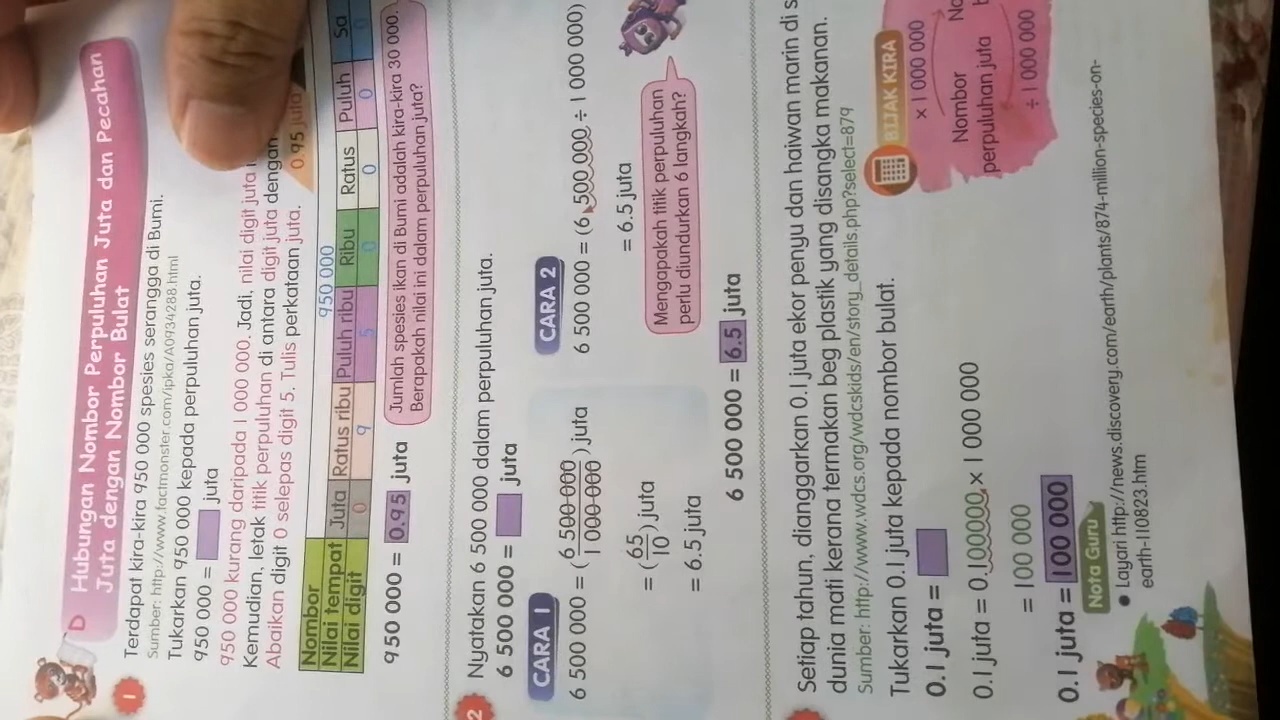 D Hubungan Nombor Perpuluhan Juta dan Pecahan
Juta dengan Nombor Bulat
1 Terdapat kira-kira 950 000 spesies serangga di Bumi.
Sumber: http://www.factmonster.com/ipka/A0934288.html
Tukarkan 950 000 kepada perpuluhan juta.
950 000 = juta
950 000 kurang daripada 1 000 000. Jadi, nilai digit juta
Kemudian, letak titik perpuluhan di antara digit juta dengan
Abaikan digit 0 selepas digit 5. Tulis perkataan juta.
0.95 juta
Nombor 950 000
Nilai tempat Juta Ratus ribu Puluh ribu Ribu Ratus Puluh Sa
Nilai digit 0 9 5 0 0 0 0
950 000 = 0.95 juta
Jumlah spesies ikan di Bumi adalah kira-kira 30 000.
Berapakah nilai ini dalam perpuluhan juta?
2 Nyatakan 6 500 000 dalam perpuluhan juta.
6 500 000 = juta
CARA 1
6 500 000 = (6 500 000 / 1 000 000) juta
= (65/10) juta
= 6.5 juta
CARA 2
6 500 000 = (6 500 000 ÷ 1 000 000)
= 6.5 juta
Mengapakah titik perpuluhan
perlu diundurkan 6 langkah?
6 500 000 = 6.5 juta
Setiap tahun, dianggarkan 0.1 juta ekor penyu dan haiwan marin di
dunia mati kerana termakan beg plastik yang disangka makanan.
Sumber: http://www.wdcs.org/wdcskids/en/story_details.php?select=879
Tukarkan 0.1 juta kepada nombor bulat.
0.1 juta =
0.1 juta = 0.100000 × 1 000 000
= 100 000
0.1 juta = 100 000
BIJAK KIRA
× 1 000 000
Nombor
perpuluhan juta
÷ 1 000 000
Nota Guru
• Layari http://news.discovery.com/earth/plants/874-million-species-on-
earth-110823.htm